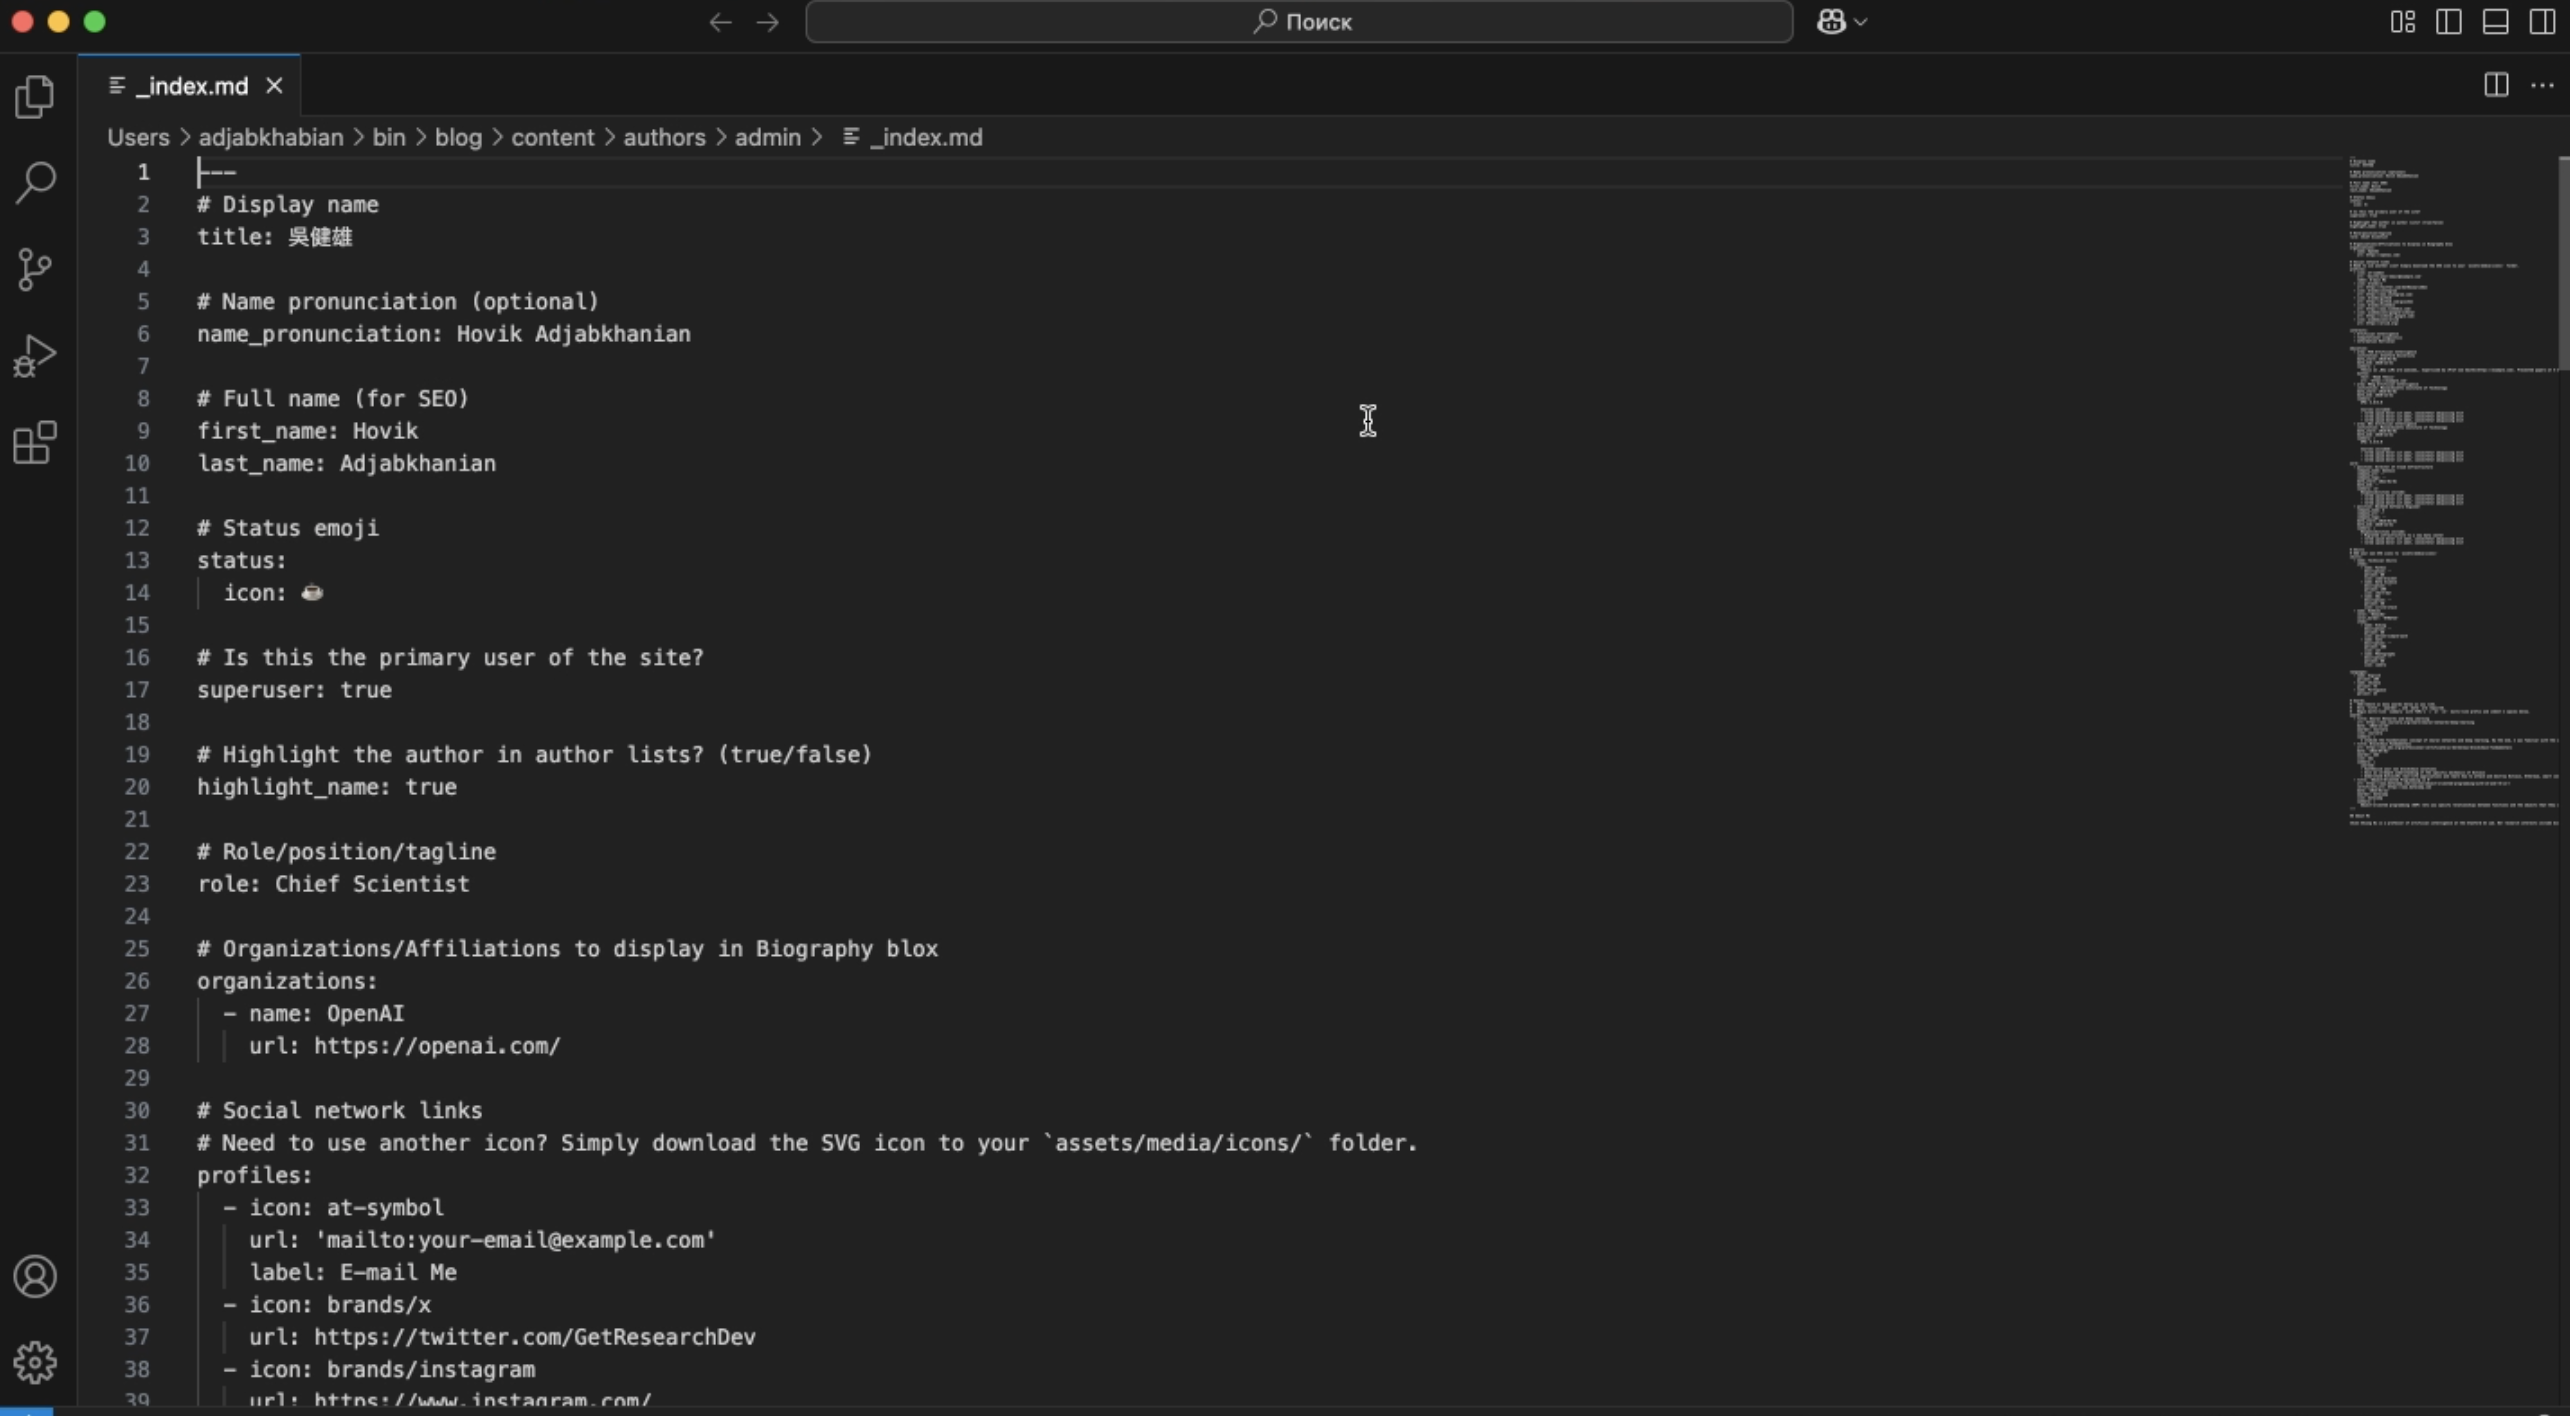 Поиск
_index.md
Users > adjabkhabian > bin > blog > content > authors > admin > _index.md
1 ---
2 # Display name
3 title: 吳健雄
4
5 # Name pronunciation (optional)
6 name_pronunciation: Hovik Adjabkhanian
7
8 # Full name (for SEO)
9 first_name: Hovik
10 last_name: Adjabkhanian
11
12 # Status emoji
13 status:
14 icon: ☕️
15
16 # Is this the primary user of the site?
17 superuser: true
18
19 # Highlight the author in author lists? (true/false)
20 highlight_name: true
21
22 # Role/position/tagline
23 role: Chief Scientist
24
25 # Organizations/Affiliations to display in Biography blox
26 organizations:
27 - name: OpenAI
28 url: https://openai.com/
29
30 # Social network links
31 # Need to use another icon? Simply download the SVG icon to your `assets/media/icons/` folder.
32 profiles:
33 - icon: at-symbol
34 url: 'mailto:your-email@example.com'
35 label: E-mail Me
36 - icon: brands/x
37 url: https://twitter.com/GetResearchDev
38 - icon: brands/instagram
39 url: https://www.instagram.com/